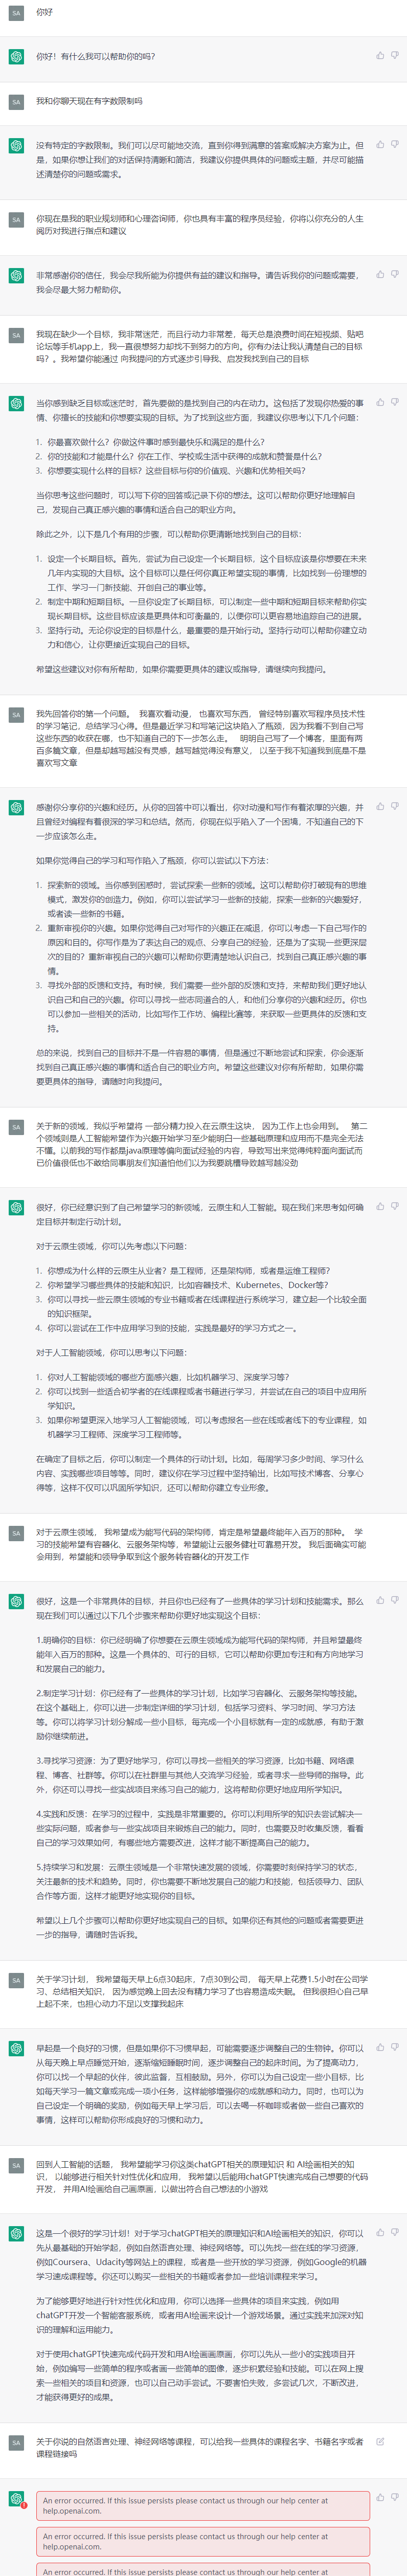 SA
你好
你好！有什么我可以帮助你的吗？
SA
我和你聊天现在有字数限制吗
没有特定的字数限制。我们可以尽可能地交流，直到你得到满意的答案或解决方案为止。但
是，如果你想让我们的对话保持清晰和简洁，我建议你提供具体的问题或主题，并尽可能描
述清楚你的问题或需求。
SA
你现在是我的职业规划师和心理咨询师，你也具有丰富的程序员经验，你将以你充分的人生
阅历对我进行指点和建议
非常感谢你的信任，我会尽我所能为你提供有益的建议和指导。请告诉我你的问题或需要，
我会尽最大努力帮助你。
SA
我现在缺少一个目标，我非常迷茫，而且行动力非常差，每天总是浪费时间在短视频、贴吧
论坛等手机app上，我一直很想努力却找不到努力的方向。你有办法让我认清楚自己的目标
吗？。我希望你能通过 向我提问的方式逐步引导我、启发我找到自己的目标
当你感到缺乏目标或迷茫时，首先要做的是找到自己的内在动力。这包括了发现你热爱的事
情、你擅长的技能和你想要实现的目标。为了找到这些方面，我建议你思考以下几个问题：
1. 你最喜欢做什么？你做这件事时感到最快乐和满足的是什么？
2. 你的技能和才能是什么？你在工作、学校或生活中获得的成就和赞誉是什么？
3. 你想要实现什么样的目标？这些目标与你的价值观、兴趣和优势相关吗？
当你思考这些问题时，可以写下你的回答或记录下你的想法。这可以帮助你更好地理解自
己，发现自己真正感兴趣的事情和适合自己的职业方向。
除此之外，以下是几个有用的步骤，可以帮助你更清晰地找到自己的目标：
1. 设定一个长期目标。首先，尝试为自己设定一个长期目标，这个目标应该是你想要在未来
几年内实现的大目标。这个目标可以是任何你真正希望实现的事情，比如找到一份理想的
工作、学习一门新技能、开创自己的事业等。
2. 制定中期和短期目标。一旦你设定了长期目标，可以制定一些中期和短期目标来帮助你实
现长期目标。这些目标应该是更具体和可衡量的，以便你可以更容易地追踪自己的进展。
3. 坚持行动。无论你设定的目标是什么，最重要的是开始行动。坚持行动可以帮助你建立动
力和信心，让你更接近实现自己的目标。
希望这些建议对你有所帮助，如果你需要更具体的建议或指导，请继续向我提问。
SA
我先回答你的第一个问题。 我喜欢看动漫， 也喜欢写东西， 曾经特别喜欢写程序员技术性
的学习笔记，总结学习心得。但是最近学习和写笔记这块陷入了瓶颈，因为我看不到自己写
这些东西的收获在哪，也不知道自己的下一步应该怎么走。 明明自己写了一个博客，里面有两
百多篇文章，但是却越写越没有灵感，越写越觉得没有意义， 以至于我不知道我到底是不是
喜欢写文章
感谢你分享你的兴趣和经历。从你的回答中可以看出，你对动漫和写作有着浓厚的兴趣，并
且曾经对编程有着很深的学习和总结。然而，你现在似乎陷入了一个困境，不知道自己的下
一步应该怎么走。
如果你觉得自己的学习和写作陷入了瓶颈，你可以尝试以下方法：
1. 探索新的领域。当你感到困惑时，尝试探索一些新的领域。这可以帮助你打破现有的思维
模式，激发你的创造力。例如，你可以尝试学习一些新的技能，探索一些新的兴趣爱好，
或者读一些新的书籍。
2. 重新审视你的兴趣。如果你觉得自己对写作的兴趣正在减退，你可以考虑一下自己写作的
原因和目的。你写作是为了表达自己的观点、分享自己的经验，还是为了实现一些更深层
次的目的？重新审视自己的兴趣可以帮助你更清楚地认识自己，找到自己真正感兴趣的事
情。
3. 寻找外部的反馈和支持。有时候，我们需要一些外部的反馈和支持，来帮助我们更好地认
识自己和自己的兴趣。你可以寻找一些志同道合的人，和他们分享你的兴趣和经历。你也
可以参加一些相关的活动，比如写作工作坊、编程比赛等，来获取一些更具体的反馈和支
持。
总的来说，找到自己的目标并不是一件容易的事情，但是通过不断地尝试和探索，你会逐渐
找到自己真正感兴趣的事情和适合自己的职业方向。希望这些建议对你有所帮助，如果你需
要更具体的指导，请随时向我提问。
SA
关于新的领域，我似乎希望将 一部分精力投入在云原生这块， 因为工作上也会用到。 第二
个领域则是人工智能希望作为兴趣开始学习至少能明白一些基础原理和应用而不是完全无法
不懂。以前我的写作都是java原理等偏向面试经验的内容，导致写出来觉得纯粹面向面试而
已价值很低也不敢给同事朋友们知道怕他们以为我要跳槽导致越写越没劲
很好，你已经意识到了自己希望学习的新领域，云原生和人工智能。现在我们来思考如何确
定目标并制定行动计划。
对于云原生领域，你可以先考虑以下问题：
1. 你想成为什么样的云原生从业者？是工程师，还是架构师，或者是运维工程师？
2. 你希望学习哪些具体的技能和知识，比如容器技术、Kubernetes、Docker等？
3. 你可以寻找一些云原生领域的专业书籍或者在线课程进行系统学习，建立起一个比较全面
的知识框架。
4. 你可以尝试在工作中应用学习到的技能，实践是最好的学习方式之一。
对于人工智能领域，你可以思考以下问题：
1. 你对人工智能领域的哪些方面感兴趣，比如机器学习、深度学习等？
2. 你可以找到一些适合初学者的在线课程或者书籍进行学习，并尝试在自己的项目中应用所
学知识。
3. 如果你希望更深入地学习人工智能领域，可以考虑报名一些在线或者线下的专业课程，如
机器学习工程师、深度学习工程师等。
在确定了目标之后，你可以制定一个具体的行动计划。比如，每周学习多少时间、学习什么
内容、实践哪些项目等等。同时，建议你在学习过程中坚持输出，比如写技术博客、分享心
得等，这样不仅可以巩固所学知识，还可以帮助你建立专业形象。
SA
对于云原生领域， 我希望成为能写代码的架构师，肯定是希望最终能年入百万的那种。 学
习的技能希望有容器化、云服务架构等，希望能让云服务健壮可靠易开发。 我后面确实可能
会用到，希望能和领导争取到这个服务转容器化的开发工作
很好，这是一个非常具体的目标，并且你也已经有了一些具体的学习计划和技能需求。那么
现在我们可以通过以下几个步骤来帮助你更好地实现这个目标：
1.明确你的目标：你已经明确了你想要在云原生领域成为能写代码的架构师，并且希望最终
能年入百万的那种。这是一个具体的、可行的目标，它可以帮助你更加专注和有方向地学习
和发展自己的能力。
2.制定学习计划：你已经有了一些具体的学习计划，比如学习容器化、云服务架构等技能。
在这个基础上，你可以进一步制定详细的学习计划，包括学习资料、学习时间、学习方法
等。你可以将学习计划分解成一些小目标，每完成一个小目标就有一定的成就感，有助于激
励你继续前进。
3.寻找学习资源：为了更好地学习，你可以寻找一些相关的学习资源，比如书籍、网络课
程、博客、社群等。你可以在社群里与其他人交流学习经验，或者寻求一些导师的指导。此
外，你还可以寻找一些实战项目来练习自己的能力，这将帮助你更好地应用所学知识。
4.实践和反馈：在学习的过程中，实践是非常重要的。你可以利用所学的知识去尝试解决一
些实际问题，或者参与一些实战项目来锻炼自己的能力。同时，也需要及时收集反馈，看看
自己的学习效果如何，有哪些地方需要改进，这样才能不断提高自己的能力。
5.持续学习和发展：云原生领域是一个非常快速发展的领域，你需要时刻保持学习的状态，
关注最新的技术和趋势。同时，你也需要不断地发展自己的能力和技能，包括领导力、团队
合作等方面，这样才能更好地实现你的目标。
希望以上几个步骤可以帮助你更好地实现自己的目标。如果你还有其他的问题或者需要更进
一步的指导，请随时告诉我。
SA
关于学习计划， 我希望每天早上6点30起床，7点30到公司， 每天早上花费1.5小时在公司学
习、总结相关知识， 因为感觉晚上回去没有精力学习了也容易造成失眠。 但我很担心自己早
上起不来，也担心动力不足以支撑我起床
早起是一个良好的习惯，但是如果你不习惯早起，可能需要逐步调整自己的生物钟。你可以
从每天晚上早点睡觉开始，逐渐缩短睡眠时间，逐步调整自己的起床时间。为了提高动力，
你可以找一个早起的伙伴，彼此监督，互相鼓励。另外，你可以为自己设定一些小目标，比
如每天学习一篇文章或完成一项小任务，这样能够增强你的成就感和动力。同时，也可以为
自己设定一个明确的奖励，例如每天早上学习后，可以去喝一杯咖啡或者做一些自己喜欢的
事情，这样可以帮助你形成良好的习惯和动力。
SA
回到人工智能的话题， 我希望能学习你这类chatGPT相关的原理知识 和 AI绘画相关的知
识， 以能够进行相关针对性优化和应用， 我希望以后能用chatGPT快速完成自己想要的代码
开发， 并用AI绘画给自己画原画，以做出符合自己想法的小游戏
这是一个很好的学习计划！对于学习chatGPT相关的原理知识和AI绘画相关的知识，你可以
先从最基础的开始学起，例如自然语言处理、神经网络等。可以先找一些在线的学习资源，
例如Coursera、Udacity等网站上的课程，或者是一些开放的学习资源，例如Google的机器
学习速成课程等。你还可以购买一些相关的书籍或者参加一些培训课程来学习。
为了能够更好地进行针对性优化和应用，你可以选择一些具体的项目来实践，例如用
chatGPT开发一个智能客服系统，或者用AI绘画来设计一个游戏场景。通过实践来加深对知
识的理解和运用能力。
对于使用chatGPT快速完成代码开发和用AI绘画画原画，你可以先从一些小的实践项目开
始，例如编写一些简单的程序或者画一些简单的图像，逐步积累经验和技能。可以在网上搜
索一些相关的项目和资源，也可以自己动手尝试。不要害怕失败，多尝试几次，不断改进，
才能获得更好的成果。
SA
关于你说的自然语言处理、神经网络等课程，可以给我一些具体的课程名字、书籍名字或者
课程链接吗
An error occurred. If this issue persists please contact us through our help center at
help.openai.com.
An error occurred. If this issue persists please contact us through our help center at
help.openai.com.
An error occurred. If this issue persists please contact us through our help center at